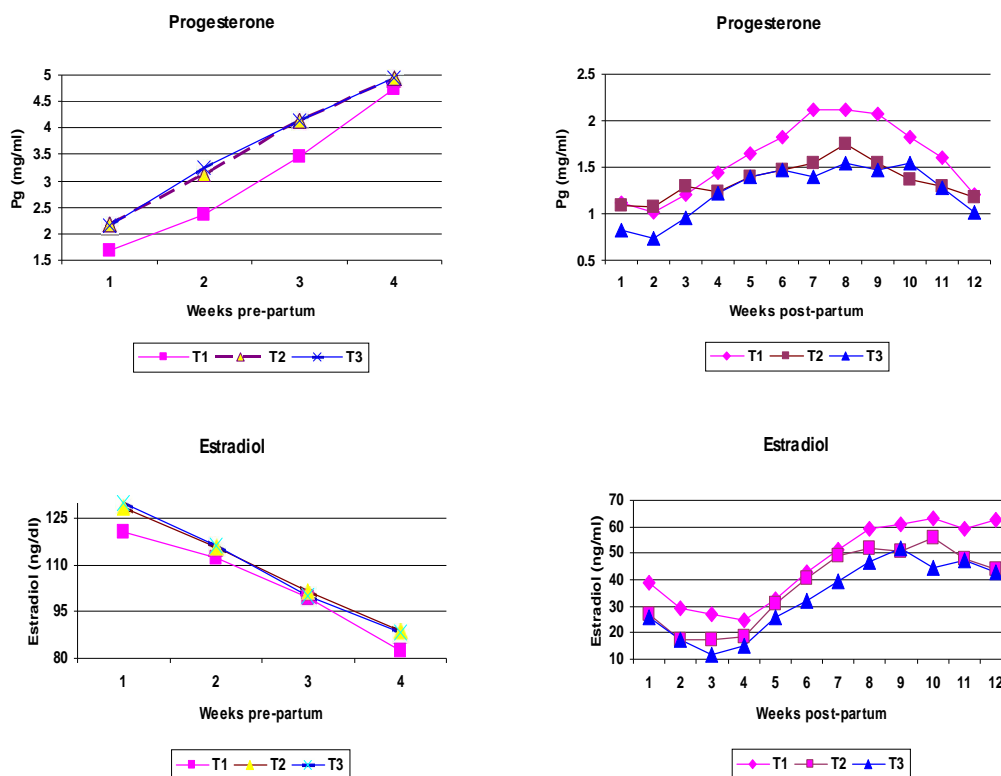 Progesterone
5
4.5
4
3.5
3
2.5
2
1.5
Pg (mg/ml)
1 2 3 4
Weeks pre-partum
T1 T2 T3
Progesterone
2.5
2
1.5
1
0.5
Pg (mg/ml)
1 2 3 4 5 6 7 8 9 10 11 12
Weeks post-partum
T1 T2 T3
Estradiol
125
110
95
80
Estradiol (ng/dl)
1 2 3 4
Weeks pre-partum
T1 T2 T3
Estradiol
70
60
50
40
30
20
10
Estradiol (ng/ml)
1 2 3 4 5 6 7 8 9 10 11 12
Weeks post-partum
T1 T2 T3